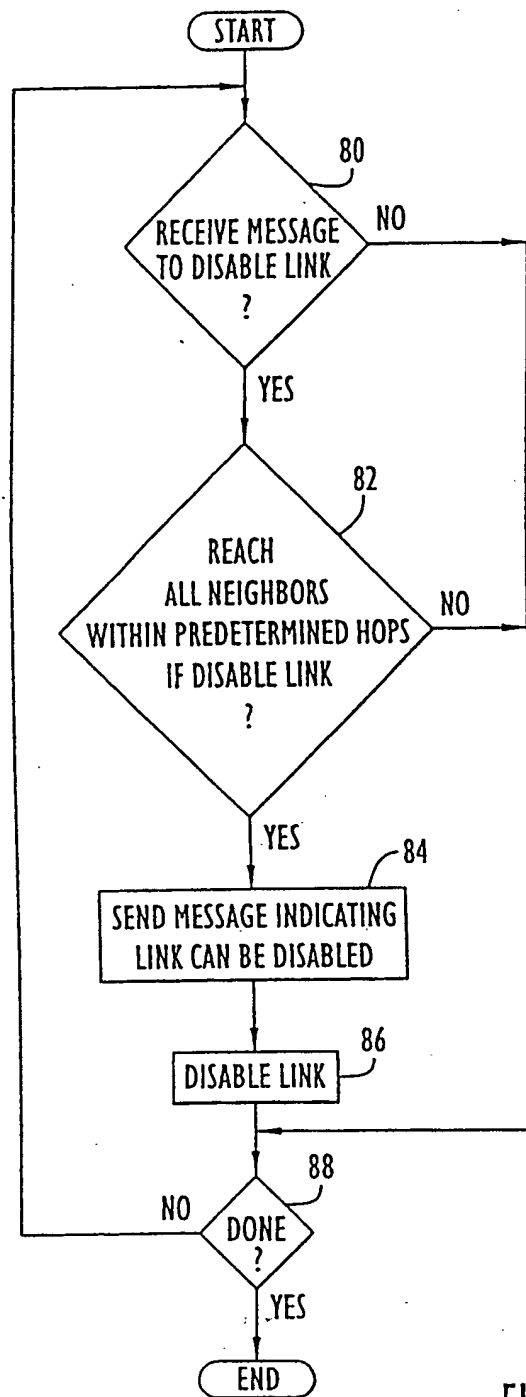 START
80
RECEIVE MESSAGE
TO DISABLE LINK
?
NO
YES
82
REACH
ALL NEIGHBORS
WITHIN PREDETERMINED HOPS
IF DISABLE LINK
?
NO
YES
84
SEND MESSAGE INDICATING
LINK CAN BE DISABLED
86
DISABLE LINK
88
NO
DONE
?
YES
END